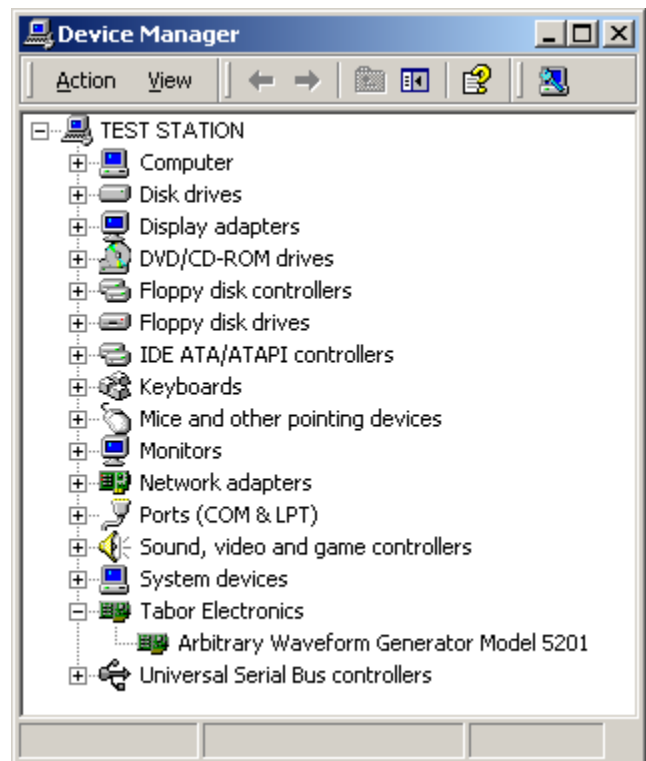 Device Manager
Action View
TEST STATION
Computer
Disk drives
Display adapters
DVD/CD-ROM drives
Floppy disk controllers
Floppy disk drives
IDE ATA/ATAPI controllers
Keyboards
Mice and other pointing devices
Monitors
Network adapters
Ports (COM & LPT)
Sound, video and game controllers
System devices
Tabor Electronics
Arbitrary Waveform Generator Model 5201
Universal Serial Bus controllers